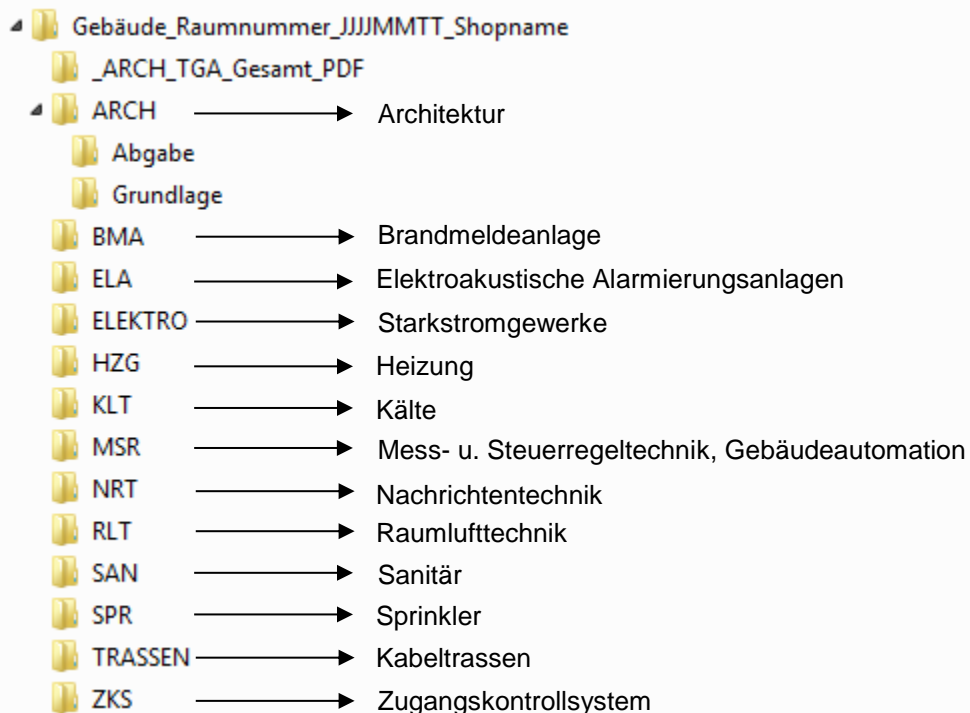 Gebäude_Raumnummer_JJJJMMTT_Shopname
_ARCH_TGA_Gesamt_PDF
ARCH Architektur
Abgabe
Grundlage
BMA Brandmeldeanlage
ELA Elektroakustische Alarmierungsanlagen
ELEKTRO Starkstromgewerke
HZG Heizung
KLT Kälte
MSR Mess- u. Steuerregeltechnik, Gebäudeautomation
NRT Nachrichtentechnik
RLT Raumlufttechnik
SAN Sanitär
SPR Sprinkler
TRASSEN Kabeltrassen
ZKS Zugangskontrollsystem